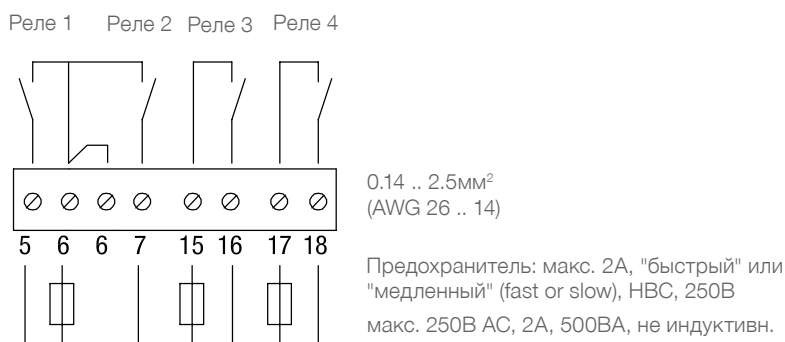 Реле 1 Реле 2 Реле 3 Реле 4
0.14 .. 2.5мм²
(AWG 26 .. 14)
5 6 6 7 15 16 17 18
Предохранитель: макс. 2А, "быстрый" или
"медленный" (fast or slow), HBC, 250В
макс. 250В AC, 2А, 500ВА, не индуктивн.